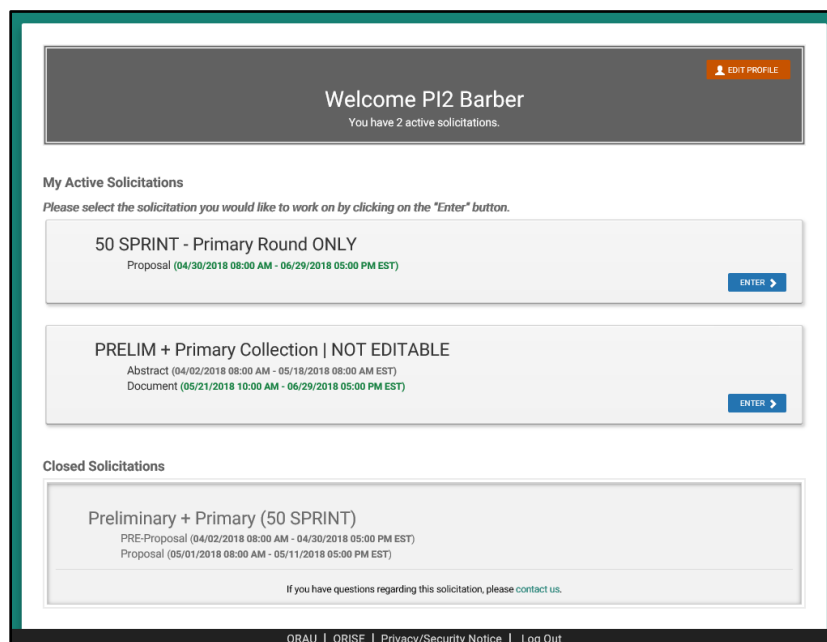 EDIT PROFILE
Welcome PI2 Barber
You have 2 active solicitations.
My Active Solicitations
Please select the solicitation you would like to work on by clicking on the "Enter" button.
50 SPRINT - Primary Round ONLY
Proposal (04/30/2018 08:00 AM - 06/29/2018 05:00 PM EST)
ENTER
PRELIM + Primary Collection | NOT EDITABLE
Abstract (04/02/2018 08:00 AM - 05/18/2018 08:00 AM EST)
Document (05/21/2018 10:00 AM - 06/29/2018 05:00 PM EST)
ENTER
Closed Solicitations
Preliminary + Primary (50 SPRINT)
PRE-Proposal (04/02/2018 08:00 AM - 04/30/2018 05:00 PM EST)
Proposal (05/01/2018 08:00 AM - 05/11/2018 05:00 PM EST)
If you have questions regarding this solicitation, please contact us.
ORAU | ORISE | Privacy/Security Notice | Log Out